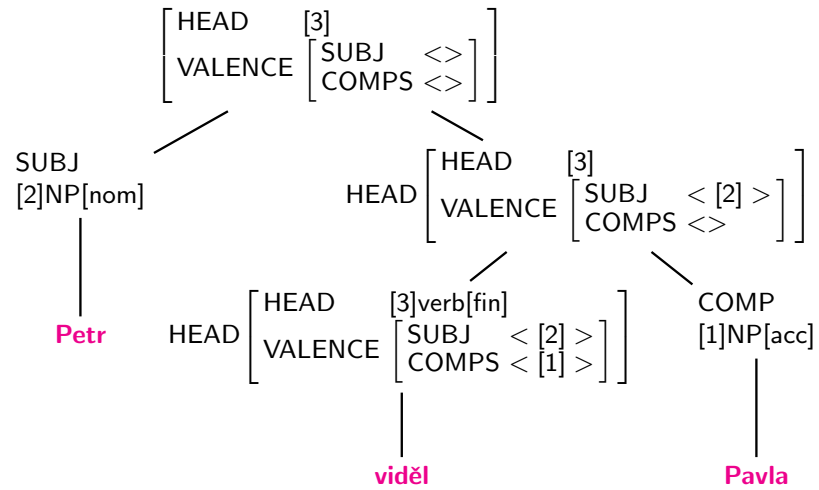 HEAD [3]
VALENCE [SUBJ <>
COMPS <>]
SUBJ
[2]NP[nom]
HEAD [HEAD [3]
VALENCE [SUBJ < [2] >
COMPS <>]]
Petr
HEAD [HEAD [3]verb[fin]
VALENCE [SUBJ < [2] >
COMPS < [1] >]]
COMP
[1]NP[acc]
viděl
Pavla